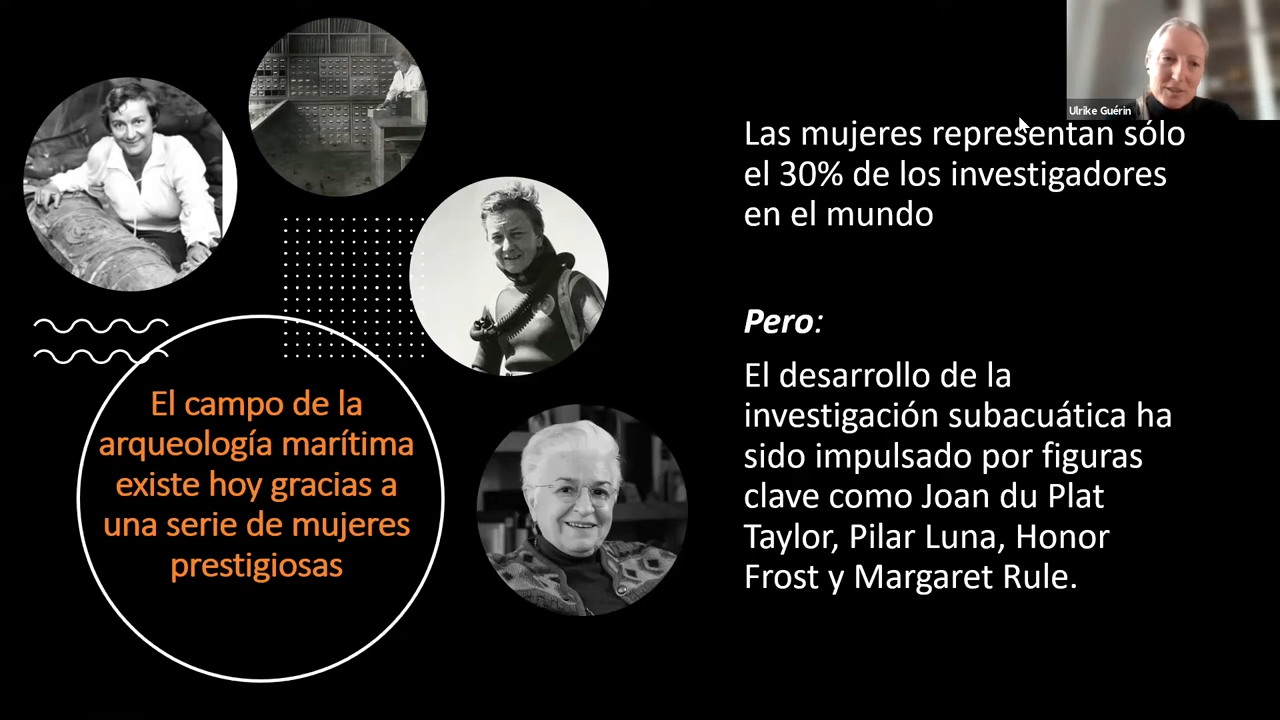 Ulrike Guérin
Las mujeres representan sólo
el 30% de los investigadores
en el mundo
Pero:
El desarrollo de la
investigación subacuática ha
sido impulsado por figuras
clave como Joan du Plat
Taylor, Pilar Luna, Honor
Frost y Margaret Rule.
El campo de la
arqueología marítima
existe hoy gracias a
una serie de mujeres
prestigiosas